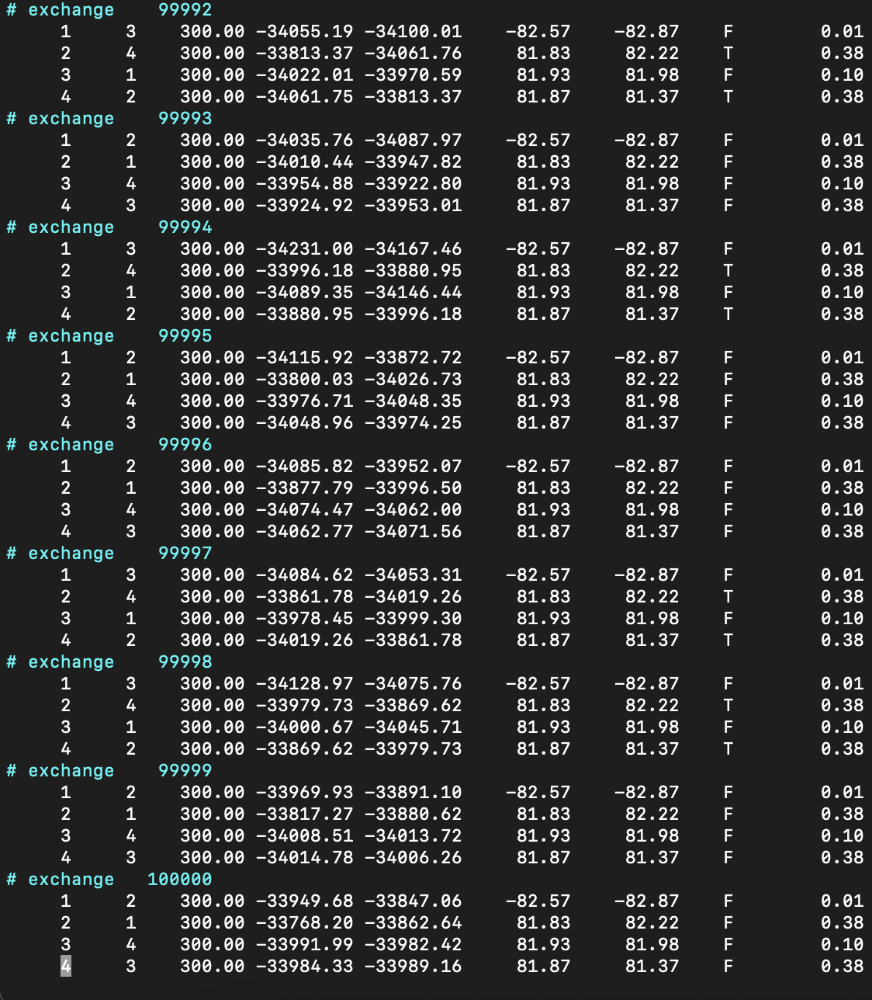 # exchange    99992
     1     3    300.00 -34055.19 -34100.01    -82.57    -82.87    F        0.01
     2     4    300.00 -33813.37 -34061.76     81.83     82.22    T        0.38
     3     1    300.00 -34022.01 -33970.59     81.93     81.98    F        0.10
     4     2    300.00 -34061.75 -33813.37     81.87     81.37    T        0.38
# exchange    99993
     1     2    300.00 -34035.76 -34087.97    -82.57    -82.87    F        0.01
     2     1    300.00 -34010.44 -33947.82     81.83     82.22    F        0.38
     3     4    300.00 -33954.88 -33922.80     81.93     81.98    F        0.10
     4     3    300.00 -33924.92 -33953.01     81.87     81.37    F        0.38
# exchange    99994
     1     3    300.00 -34231.00 -34167.46    -82.57    -82.87    F        0.01
     2     4    300.00 -33996.18 -33880.95     81.83     82.22    T        0.38
     3     1    300.00 -34089.35 -34146.44     81.93     81.98    F        0.10
     4     2    300.00 -33880.95 -33996.18     81.87     81.37    T        0.38
# exchange    99995
     1     2    300.00 -34115.92 -33872.72    -82.57    -82.87    F        0.01
     2     1    300.00 -33800.03 -34026.73     81.83     82.22    F        0.38
     3     4    300.00 -33976.71 -34048.35     81.93     81.98    F        0.10
     4     3    300.00 -34048.96 -33974.25     81.87     81.37    F        0.38
# exchange    99996
     1     2    300.00 -34085.82 -33952.07    -82.57    -82.87    F        0.01
     2     1    300.00 -33877.79 -33996.50     81.83     82.22    F        0.38
     3     4    300.00 -34074.47 -34062.00     81.93     81.98    F        0.10
     4     3    300.00 -34062.77 -34071.56     81.87     81.37    F        0.38
# exchange    99997
     1     3    300.00 -34084.62 -34053.31    -82.57    -82.87    F        0.01
     2     4    300.00 -33861.78 -34019.26     81.83     82.22    T        0.38
     3     1    300.00 -33978.45 -33999.30     81.93     81.98    F        0.10
     4     2    300.00 -34019.26 -33861.78     81.87     81.37    T        0.38
# exchange    99998
     1     3    300.00 -34128.97 -34075.76    -82.57    -82.87    F        0.01
     2     4    300.00 -33979.73 -33869.62     81.83     82.22    T        0.38
     3     1    300.00 -34000.67 -34045.71     81.93     81.98    F        0.10
     4     2    300.00 -33869.62 -33979.73     81.87     81.37    T        0.38
# exchange    99999
     1     2    300.00 -33969.93 -33891.10    -82.57    -82.87    F        0.01
     2     1    300.00 -33817.27 -33880.62     81.83     82.22    F        0.38
     3     4    300.00 -34008.51 -34013.72     81.93     81.98    F        0.10
     4     3    300.00 -34014.78 -34006.26     81.87     81.37    F        0.38
# exchange   100000
     1     2    300.00 -33949.68 -33847.06    -82.57    -82.87    F        0.01
     2     1    300.00 -33768.20 -33862.64     81.83     82.22    F        0.38
     3     4    300.00 -33991.99 -33982.42     81.93     81.98    F        0.10
     4     3    300.00 -33984.33 -33989.16     81.87     81.37    F        0.38